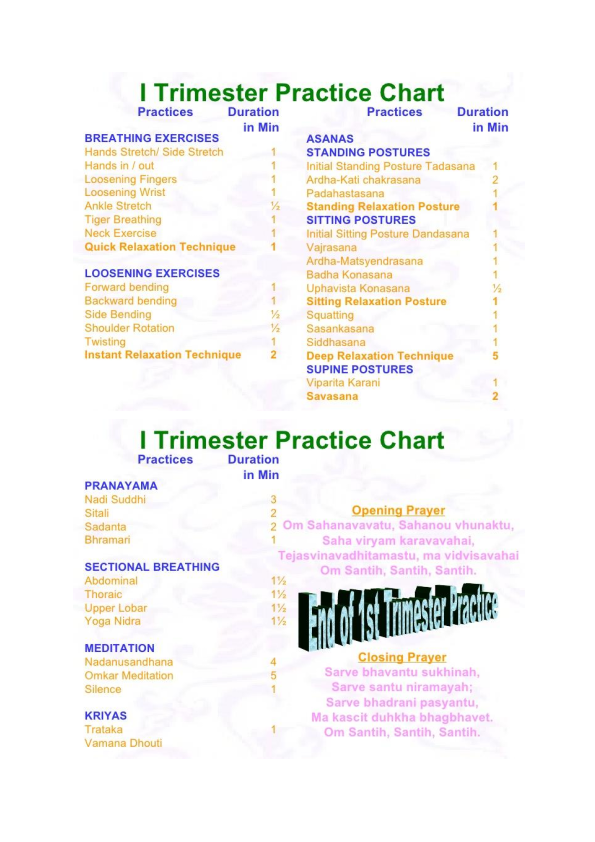 I Trimester Practice Chart
Practices Duration
in Min
BREATHING EXERCISES
Hands Stretch/ Side Stretch 1
Hands in / out 1
Loosening Fingers 1
Loosening Wrist 1
Ankle Stretch ½
Tiger Breathing 1
Neck Exercise 1
Quick Relaxation Technique 1
LOOSENING EXERCISES
Forward bending 1
Backward bending 1
Side Bending ½
Shoulder Rotation ½
Twisting 1
Instant Relaxation Technique 2
Practices Duration
in Min
ASANAS
STANDING POSTURES
Initial Standing Posture Tadasana 1
Ardha-Kati chakrasana 2
Padahastasana 1
Standing Relaxation Posture 1
SITTING POSTURES
Initial Sitting Posture Dandasana 1
Vajrasana 1
Ardha-Matsyendrasana 1
Badha Konasana 1
Uphavista Konasana ½
Sitting Relaxation Posture 1
Squatting 1
Sasankasana 1
Siddhasana 1
Deep Relaxation Technique 5
SUPINE POSTURES
Viparita Karani 1
Savasana 2
I Trimester Practice Chart
Practices Duration
in Min
PRANAYAMA
Nadi Suddhi 3
Sitali 2
Sadanta 2
Bhramari 1
SECTIONAL BREATHING
Abdominal 1½
Thoraic 1½
Upper Lobar 1½
Yoga Nidra 1½
MEDITATION
Nadanusandhana 4
Omkar Meditation 5
Silence 1
KRIYAS
Trataka 1
Vamana Dhouti
Opening Prayer
Om Sahanavavatu, Sahanou vhunaktu,
Saha viryam karavavahai,
Tejasvinavadhitamastu, ma vidvisavahai
Om Santih, Santih, Santih.
End of 1st Trimester Practice
Closing Prayer
Sarve bhavantu sukhinah,
Sarve santu niramayah;
Sarve bhadrani pasyantu,
Ma kascit duhkha bhagbhavet.
Om Santih, Santih, Santih.